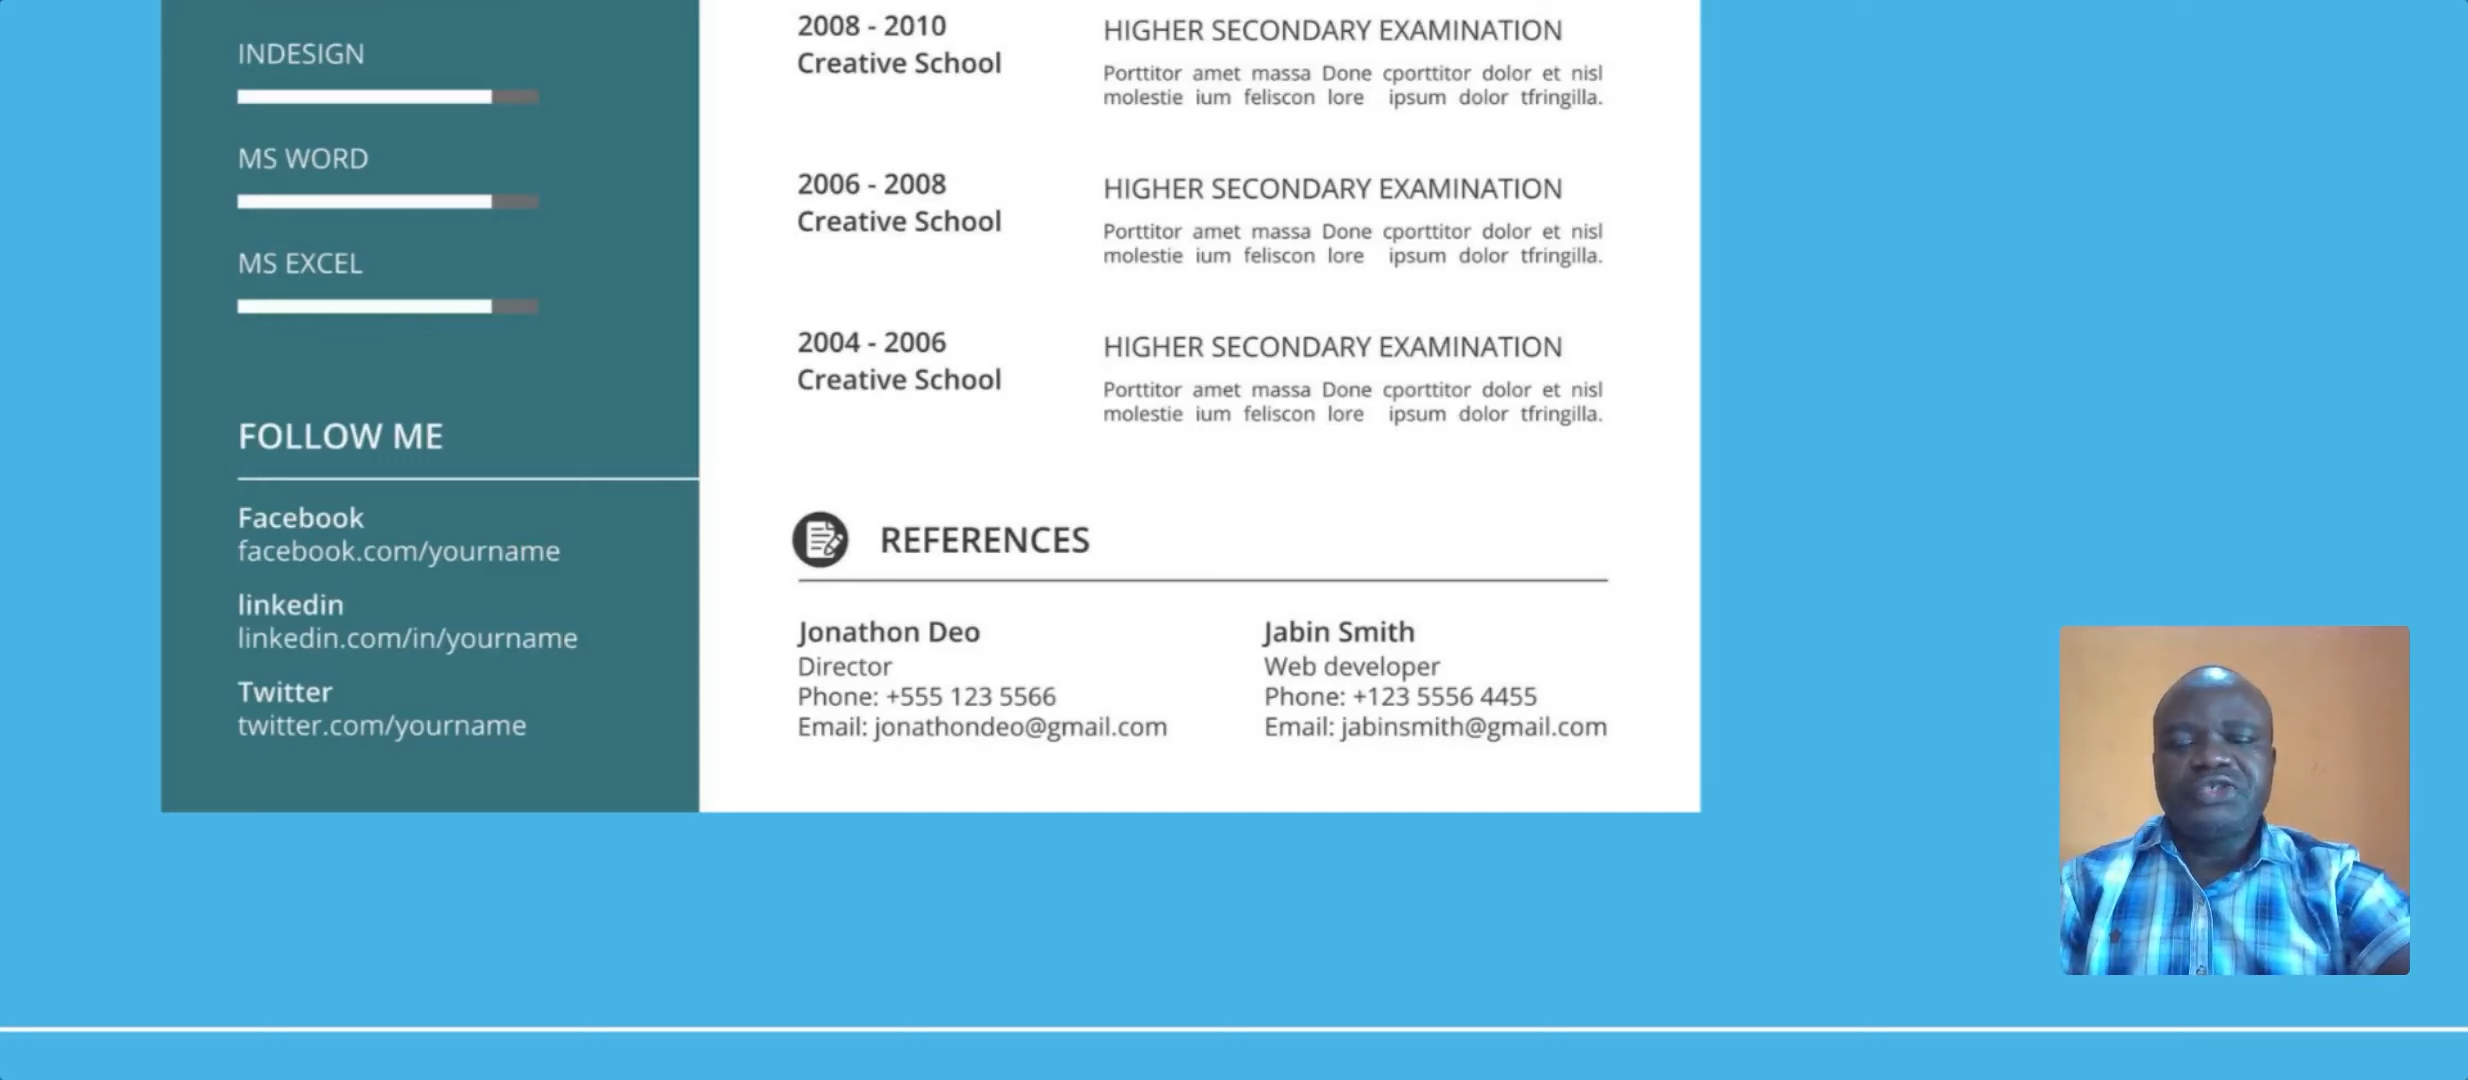 INDESIGN
MS WORD
MS EXCEL
FOLLOW ME
Facebook
facebook.com/yourname
linkedin
linkedin.com/in/yourname
Twitter
twitter.com/yourname
2008 - 2010
Creative School
HIGHER SECONDARY EXAMINATION
Porttitor amet massa Done cporttitor dolor et nisl
molestie ium feliscon lore ipsum dolor tfringilla.
2006 - 2008
Creative School
HIGHER SECONDARY EXAMINATION
Porttitor amet massa Done cporttitor dolor et nisl
molestie ium feliscon lore ipsum dolor tfringilla.
2004 - 2006
Creative School
HIGHER SECONDARY EXAMINATION
Porttitor amet massa Done cporttitor dolor et nisl
molestie ium feliscon lore ipsum dolor tfringilla.
REFERENCES
Jonathon Deo
Director
Phone: +555 123 5566
Email: jonathondeo@gmail.com
Jabin Smith
Web developer
Phone: +123 5556 4455
Email: jabinsmith@gmail.com